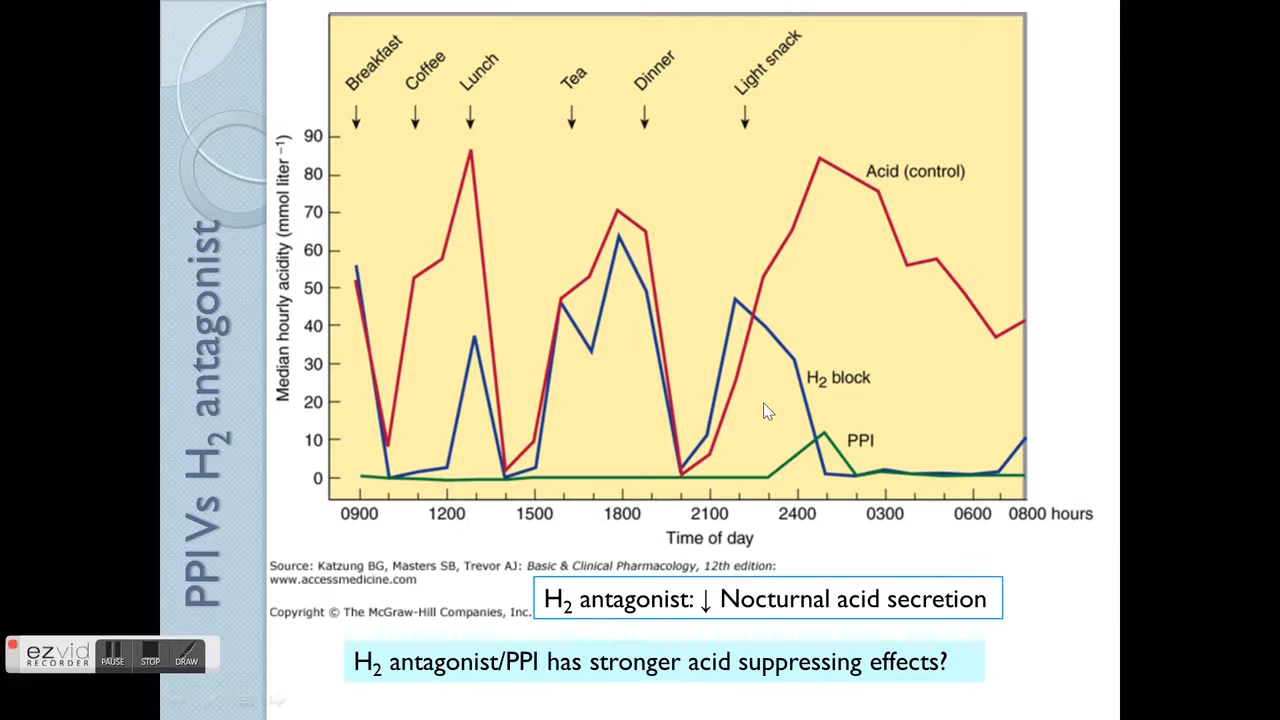 PPI Vs H₂ antagonist
Breakfast
Coffee
Lunch
Tea
Dinner
Light snack
Median hourly acidity (mmol liter ⁻¹)
90
80
70
60
50
40
30
20
10
0
Acid (control)
H₂ block
PPI
0900 1200 1500 1800 2100 2400 0300 0600 0800 hours
Time of day
Source: Katzung BG, Masters SB, Trevor AJ: Basic & Clinical Pharmacology, 12th edition:
www.accessmedicine.com
Copyright © The McGraw-Hill Companies, Inc.
H₂ antagonist: ↓ Nocturnal acid secretion
H₂ antagonist/PPI has stronger acid suppressing effects?
ezvid
RECORDER
PAUSE STOP DRAW